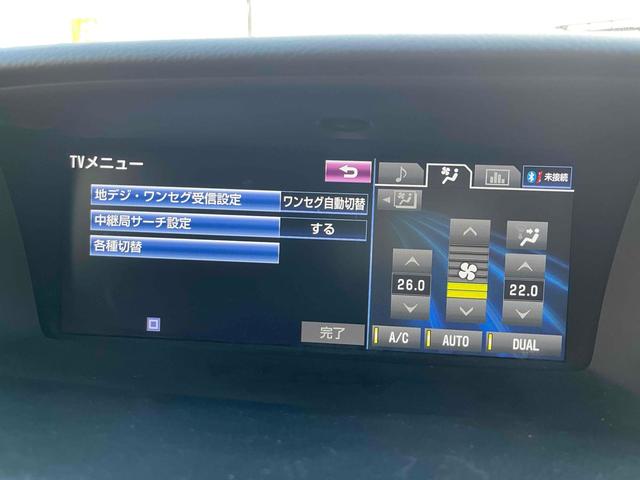 TVメニュー
地デジ・ワンセグ受信設定 ワンセグ自動切替
中継局サーチ設定 する
各種切替
完了
未接続
26.0
22.0
A/C AUTO DUAL